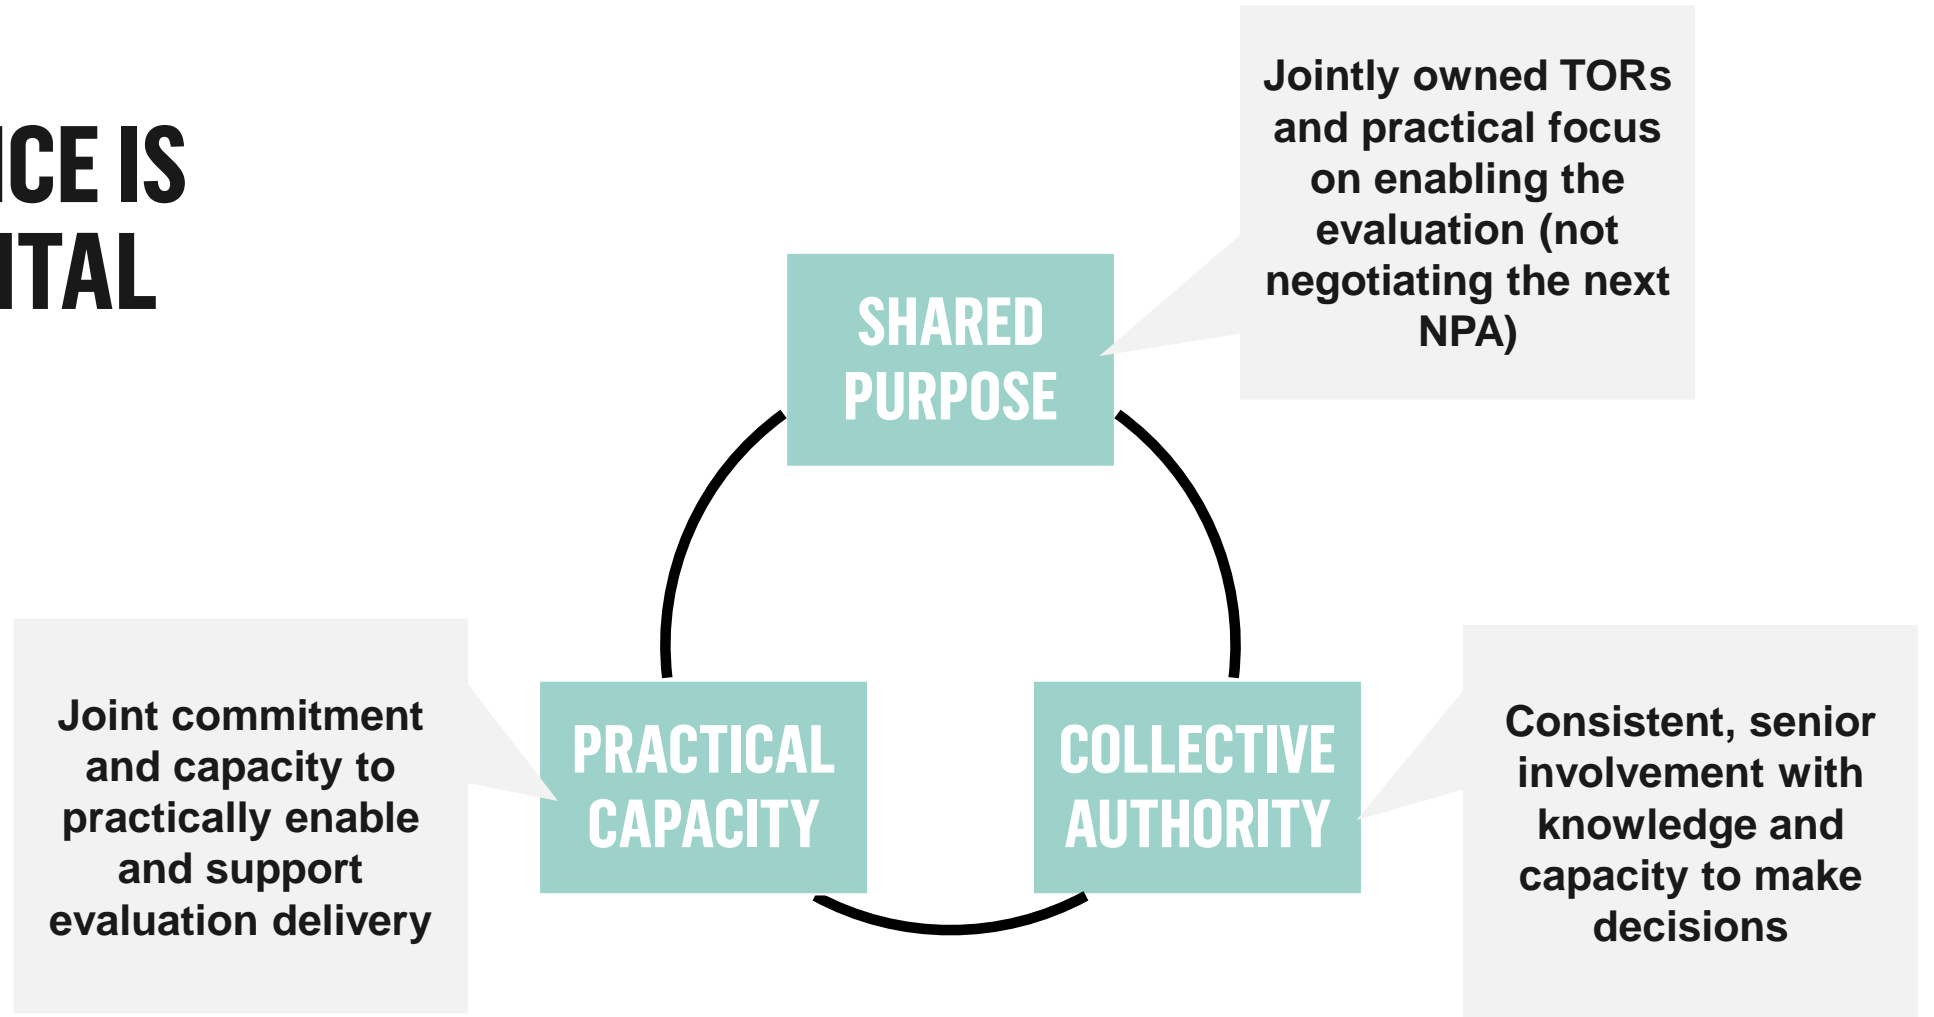 NCE IS
NTAL
Jointly owned TORs
and practical focus
on enabling the
evaluation (not
negotiating the next
NPA)
SHARED
PURPOSE
Joint commitment
and capacity to
practically enable
and support
evaluation delivery
PRACTICAL
CAPACITY
COLLECTIVE
AUTHORITY
Consistent, senior
involvement with
knowledge and
capacity to make
decisions